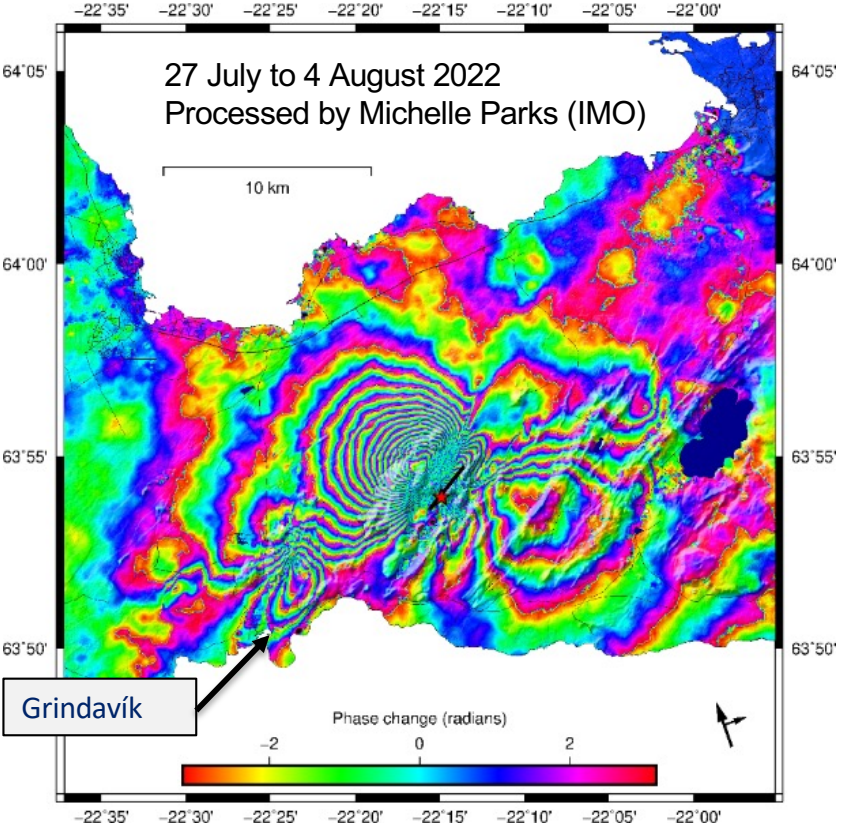 −22˚35' −22˚30' −22˚25' −22˚20' −22˚15' −22˚10' −22˚05' −22˚00'
64˚05' 64˚05'
27 July to 4 August 2022
Processed by Michelle Parks (IMO)
10 km
64˚00' 64˚00'
63˚55' 63˚55'
63˚50' 63˚50'
Grindavík
Phase change (radians)
−2 0 2
−22˚35' −22˚30' −22˚25' −22˚20' −22˚15' −22˚10' −22˚05' −22˚00'